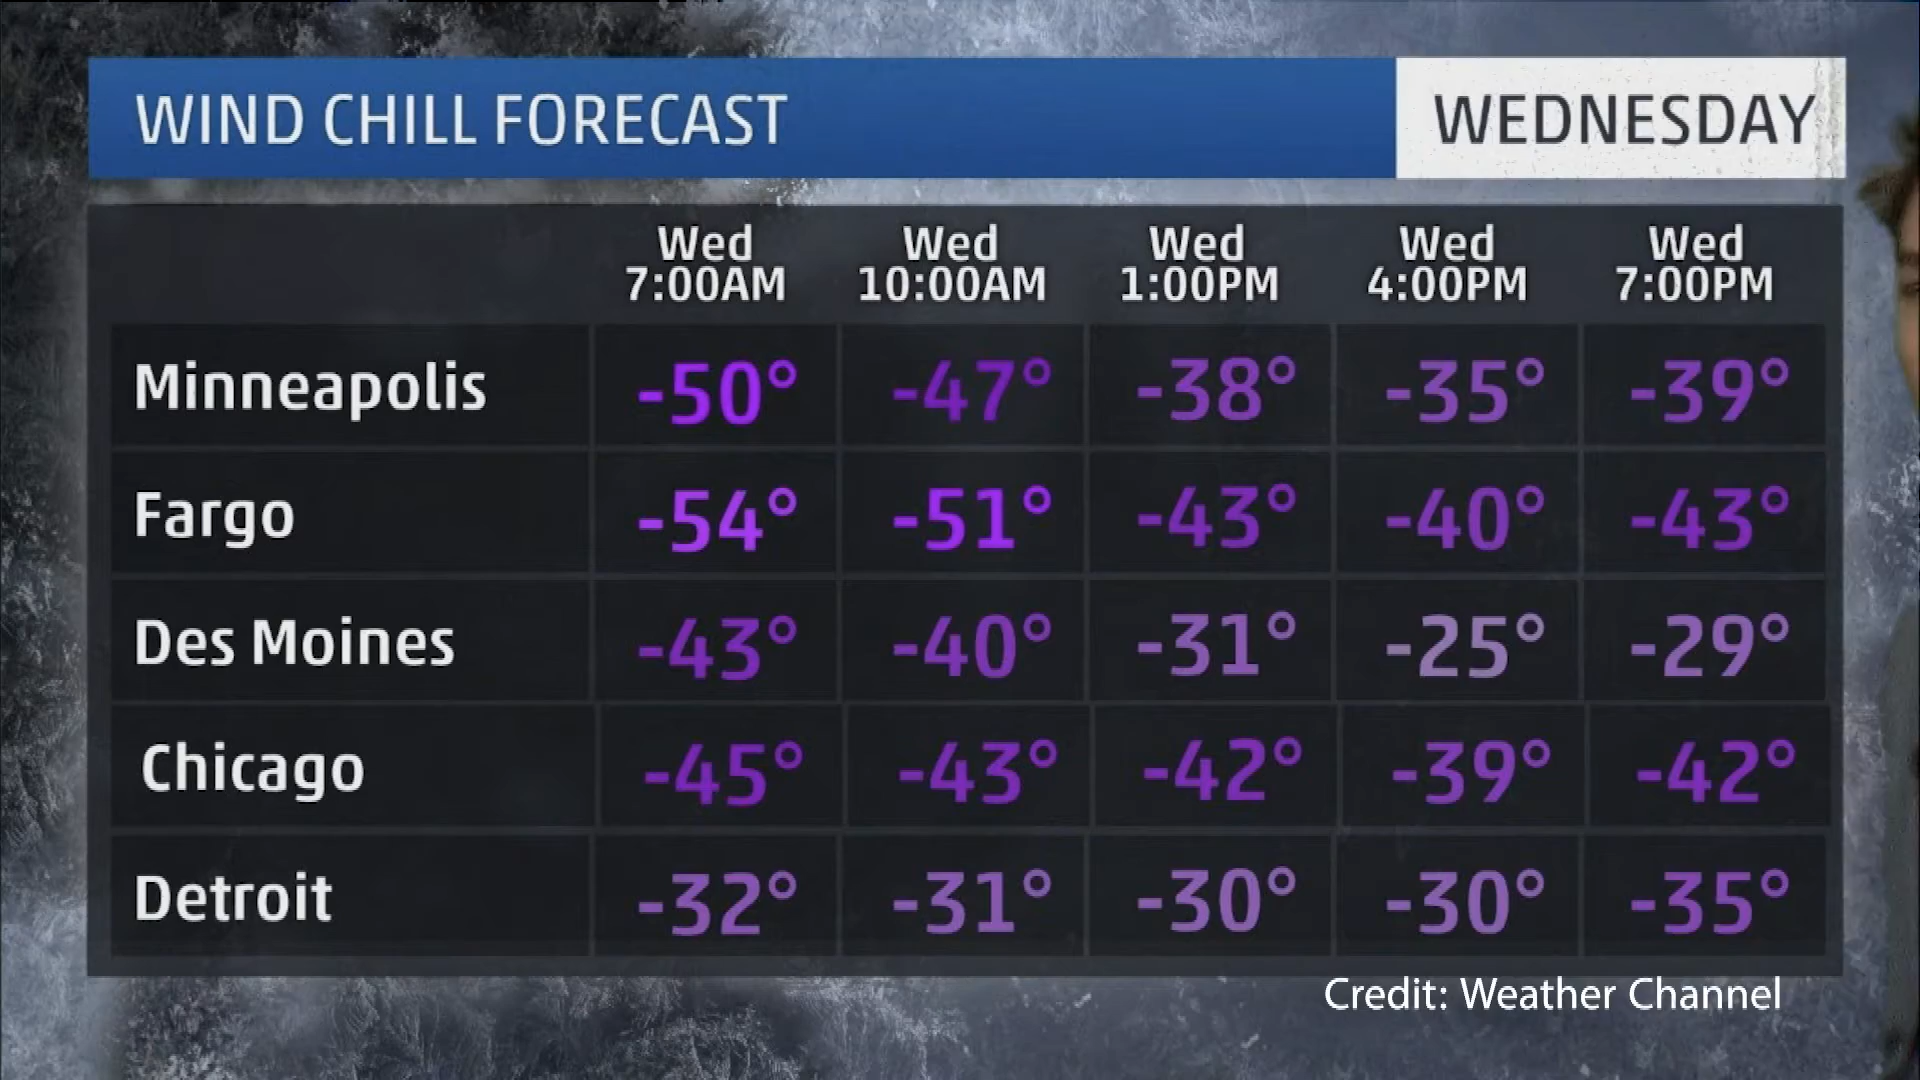 WIND CHILL FORECAST WEDNESDAY
Wed Wed Wed Wed Wed
7:00AM 10:00AM 1:00PM 4:00PM 7:00PM
Minneapolis -50° -47° -38° -35° -39°
Fargo -54° -51° -43° -40° -43°
Des Moines -43° -40° -31° -25° -29°
Chicago -45° -43° -42° -39° -42°
Detroit -32° -31° -30° -30° -35°
Credit: Weather Channel